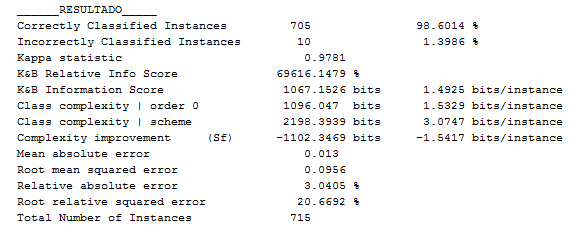 ______RESULTADO_____
Correctly Classified Instances 705 98.6014 %
Incorrectly Classified Instances 10 1.3986 %
Kappa statistic 0.9781
K&B Relative Info Score 69616.1479 %
K&B Information Score 1067.1526 bits 1.4925 bits/instance
Class complexity | order 0 1096.047 bits 1.5329 bits/instance
Class complexity | scheme 2198.3939 bits 3.0747 bits/instance
Complexity improvement (Sf) -1102.3469 bits -1.5417 bits/instance
Mean absolute error 0.013
Root mean squared error 0.0956
Relative absolute error 3.0405 %
Root relative squared error 20.6692 %
Total Number of Instances 715